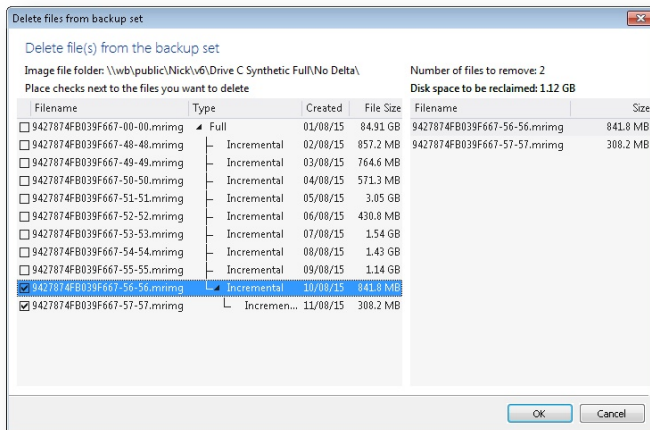 Delete files from backup set
Delete file(s) from the backup set
Image file folder: \\wb\public\Nick\v6\Drive C Synthetic Full\No Delta\
Number of files to remove: 2
Place checks next to the files you want to delete
Disk space to be reclaimed: 1.12 GB
Filename Type Created File Size Filename Size
9427874FB039F667-00-00.mrimg Full 01/08/15 84.91 GB 9427874FB039F667-56-56.mrimg 841.8 MB
9427874FB039F667-48-48.mrimg Incremental 02/08/15 857.2 MB 9427874FB039F667-57-57.mrimg 308.2 MB
9427874FB039F667-49-49.mrimg Incremental 03/08/15 764.6 MB
9427874FB039F667-50-50.mrimg Incremental 04/08/15 571.3 MB
9427874FB039F667-51-51.mrimg Incremental 05/08/15 3.05 GB
9427874FB039F667-52-52.mrimg Incremental 06/08/15 430.8 MB
9427874FB039F667-53-53.mrimg Incremental 07/08/15 1.54 GB
9427874FB039F667-54-54.mrimg Incremental 08/08/15 1.43 GB
9427874FB039F667-55-55.mrimg Incremental 09/08/15 1.14 GB
9427874FB039F667-56-56.mrimg Incremental 10/08/15 841.8 MB
9427874FB039F667-57-57.mrimg Incremen... 11/08/15 308.2 MB
OK Cancel